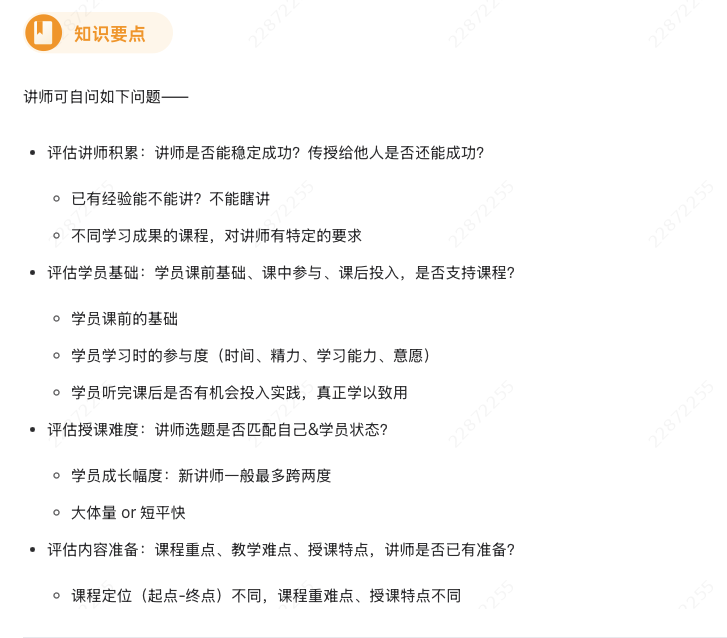 知识要点
讲师可自问如下问题——
评估讲师积累：讲师是否能稳定成功？传授给他人是否还能成功？
已有经验能不能讲？不能瞎讲
不同学习成果的课程，对讲师有特定的要求
评估学员基础：学员课前基础、课中参与、课后投入，是否支持课程？
学员课前的基础
学员学习时的参与度（时间、精力、学习能力、意愿）
学员听完课后是否有机会投入实践，真正学以致用
评估授课难度：讲师选题是否匹配自己&学员状态？
学员成长幅度：新讲师一般最多跨两度
大体量 or 短平快
评估内容准备：课程重点、教学难点、授课特点，讲师是否已有准备？
课程定位（起点-终点）不同，课程重难点、授课特点不同
22872255